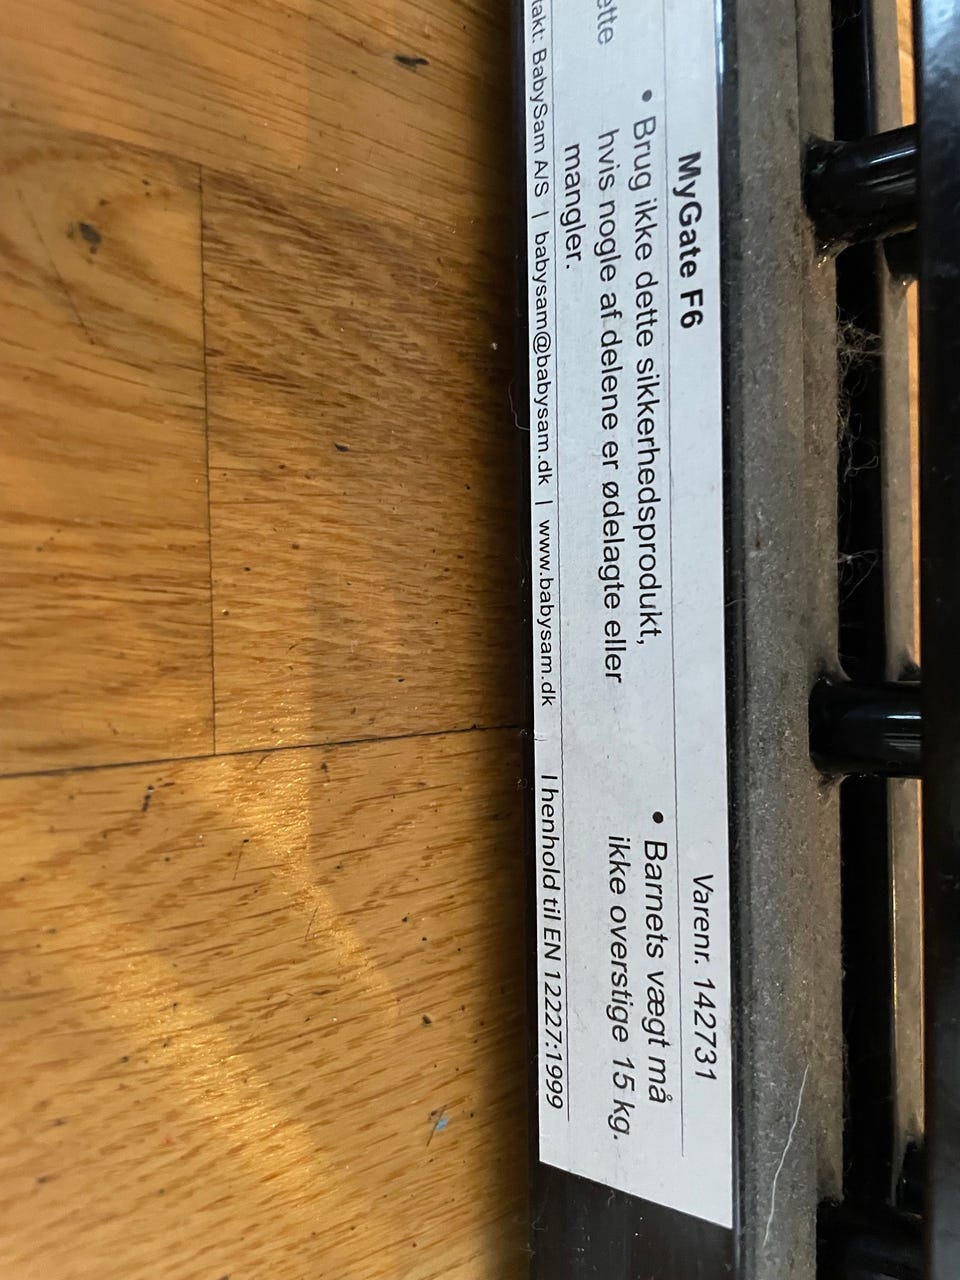 MyGate F6
Varenr. 142731
• Brug ikke dette sikkerhedsprodukt,
hvis nogle af delene er ødelagte eller
mangler.
• Barnets vægt må
ikke overstige 15 kg.
BabySam A/S | babysam@babysam.dk | www.babysam.dk
I henhold til EN 12227:1999